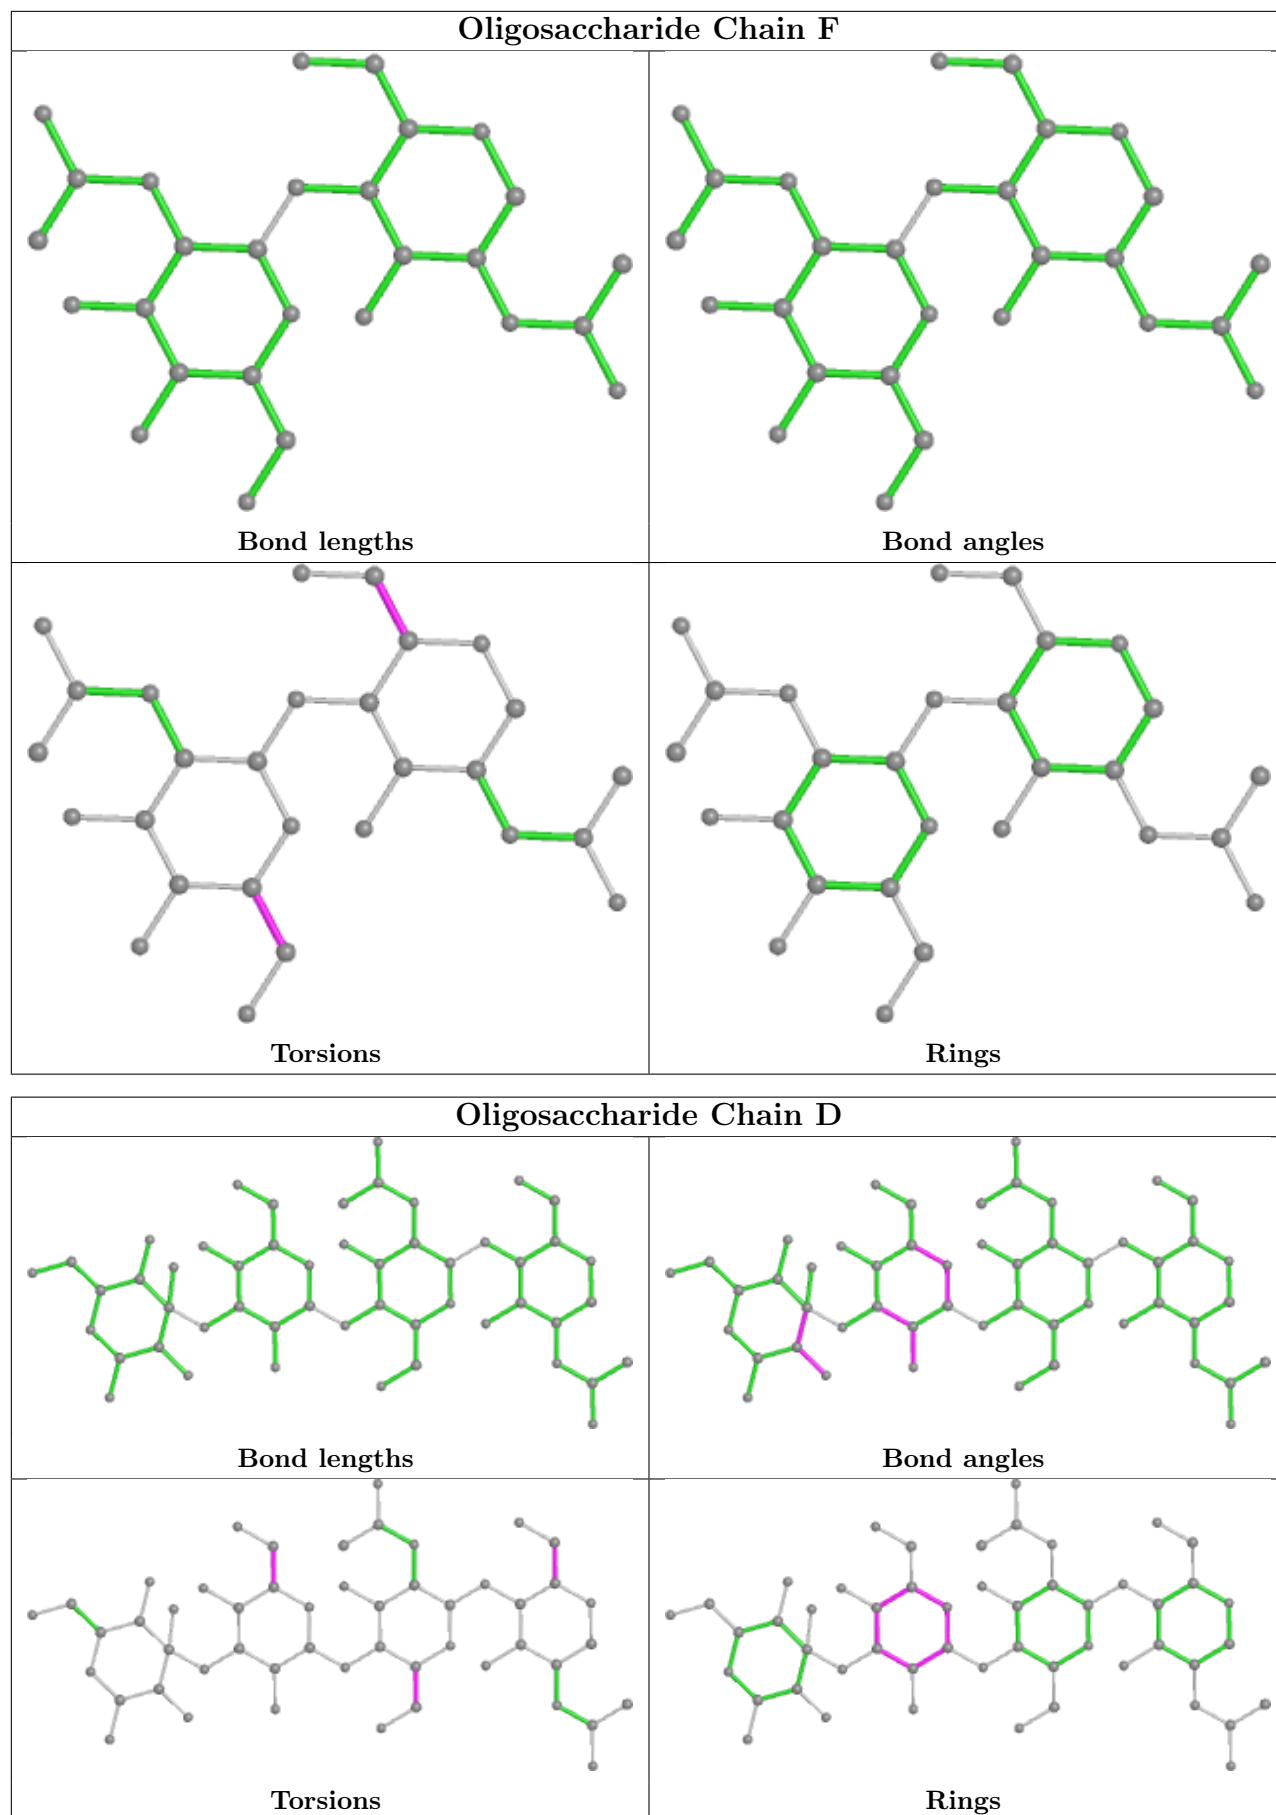 Oligosaccharide Chain F
Bond lengths
Bond angles
Torsions
Rings
Oligosaccharide Chain D
Bond lengths
Bond angles
Torsions
Rings